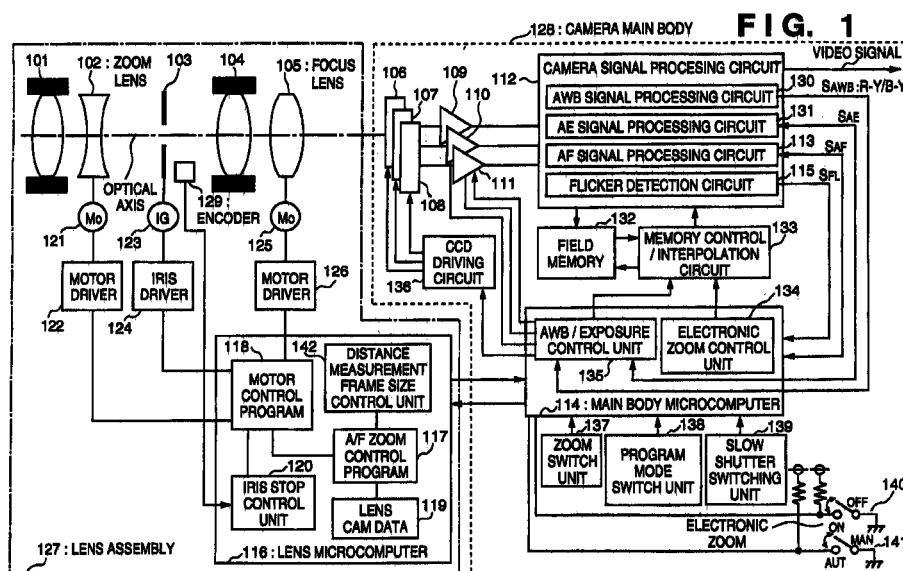 FIG. 1
128 : CAMERA MAIN BODY
101
102 : ZOOM LENS
103
104
105 : FOCUS LENS
106
107
108
109
110
111
112
CAMERA SIGNAL PROCESING CIRCUIT
VIDEO SIGNAL
AWB SIGNAL PROCESSING CIRCUIT
130
SAWB : R-Y/B-Y
AE SIGNAL PROCESSING CIRCUIT
131
SAE
AF SIGNAL PROCESSING CIRCUIT
113
SAF
FLICKER DETECTION CIRCUIT
115
SFL
OPTICAL AXIS
129 : ENCODER
Mo
121
IG
123
Mo
125
MOTOR DRIVER
122
IRIS DRIVER
124
MOTOR DRIVER
126
CCD DRIVING CIRCUIT
136
132
FIELD MEMORY
133
MEMORY CONTROL / INTERPOLATION CIRCUIT
134
AWB / EXPOSURE CONTROL UNIT
135
ELECTRONIC ZOOM CONTROL UNIT
114 : MAIN BODY MICROCOMPUTER
118
MOTOR CONTROL PROGRAM
142
DISTANCE MEASUREMENT FRAME SIZE CONTROL UNIT
117
A/F ZOOM CONTROL PROGRAM
120
IRIS STOP CONTROL UNIT
119
LENS CAM DATA
116 : LENS MICROCOMPUTER
127 : LENS ASSEMBLY
137
ZOOM SWITCH UNIT
138
PROGRAM MODE SWITCH UNIT
139
SLOW SHUTTER SWITCHING UNIT
OFF
140
ELECTRONIC ZOOM
ON
MAN
141
AUT